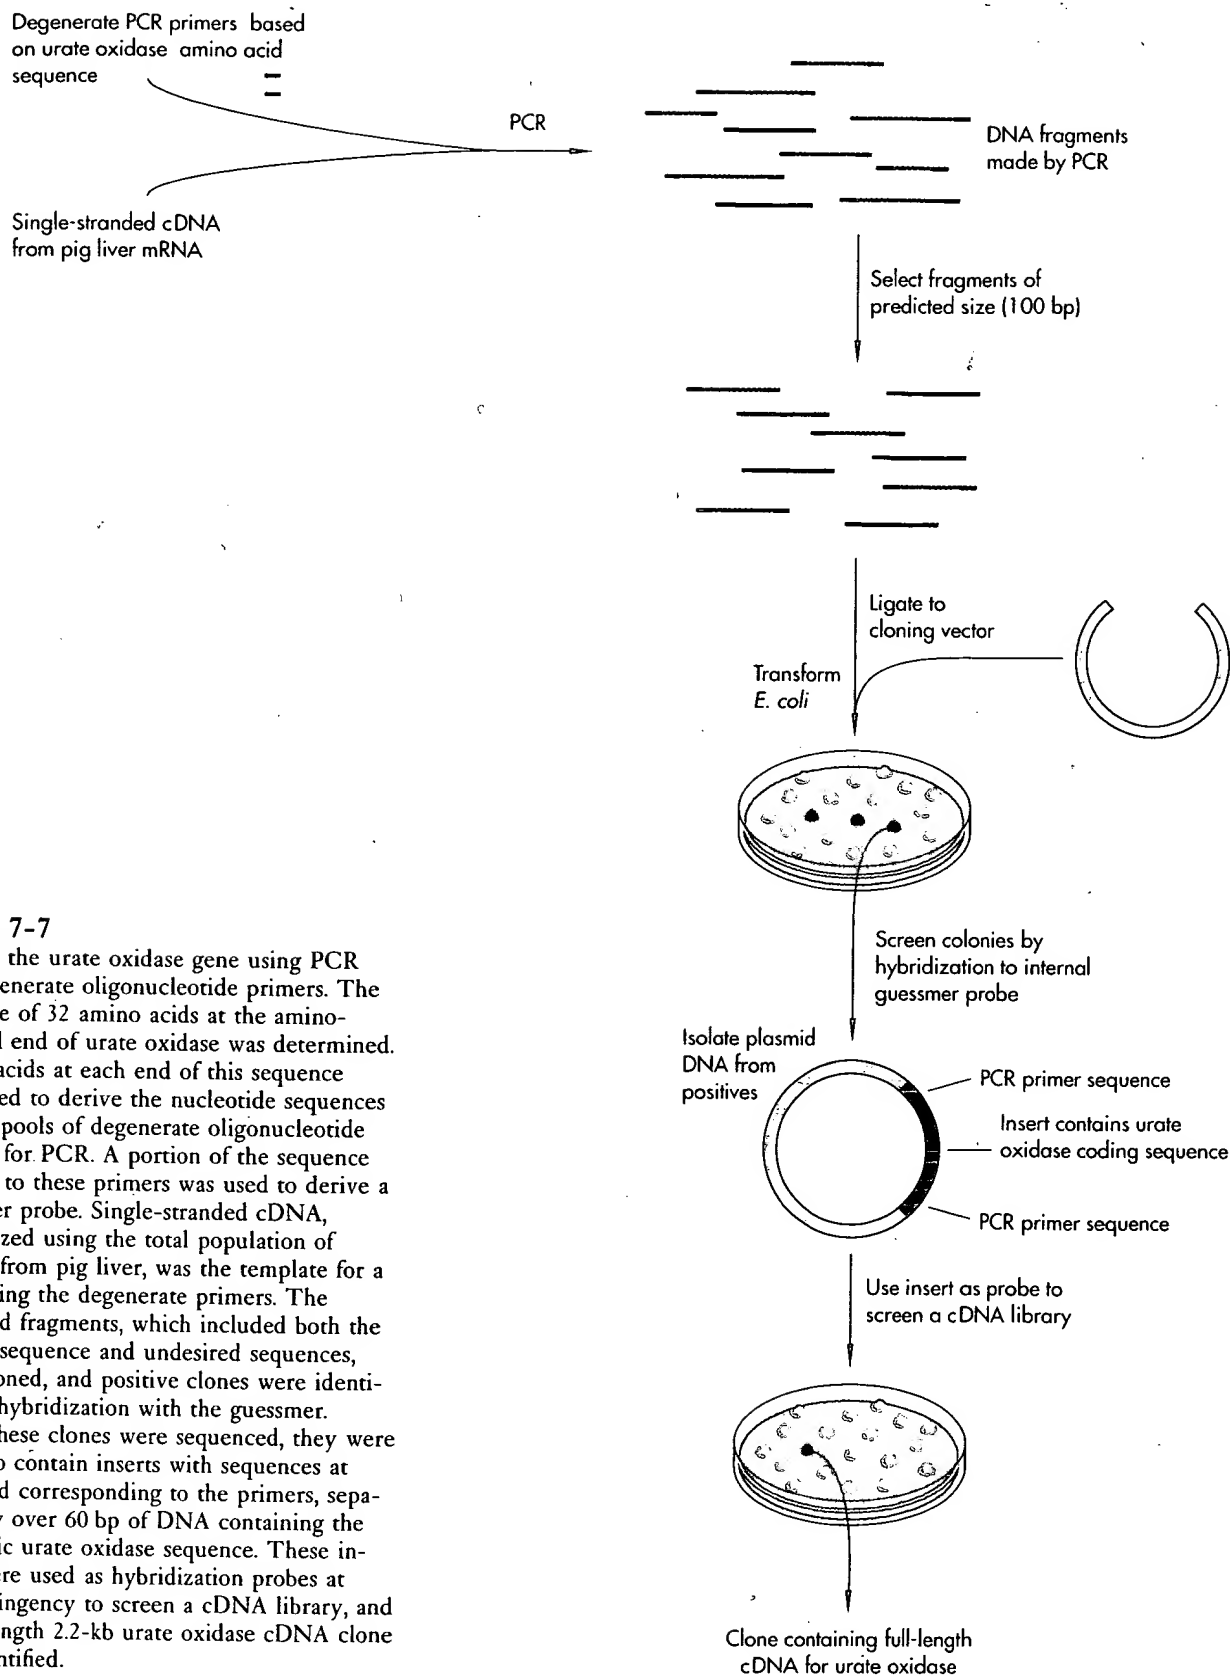 Degenerate PCR primers based
on urate oxidase amino acid
sequence
PCR
Single-stranded cDNA
from pig liver mRNA
DNA fragments
made by PCR
Select fragments of
predicted size (100 bp)
Ligate to
cloning vector
Transform
E. coli
Screen colonies by
hybridization to internal
guessmer probe
Isolate plasmid
DNA from
positives
PCR primer sequence
Insert contains urate
oxidase coding sequence
PCR primer sequence
Use insert as probe to
screen a cDNA library
Clone containing full-length
cDNA for urate oxidase
7-7
the urate oxidase gene using PCR
enerate oligonucleotide primers. The
e of 32 amino acids at the amino-
l end of urate oxidase was determined.
acids at each end of this sequence
ed to derive the nucleotide sequences
pools of degenerate oligonucleotide
for PCR. A portion of the sequence
to these primers was used to derive a
er probe. Single-stranded cDNA,
zed using the total population of
from pig liver, was the template for a
ing the degenerate primers. The
d fragments, which included both the
sequence and undesired sequences,
oned, and positive clones were identi-
hybridization with the guessmer.
hese clones were sequenced, they were
o contain inserts with sequences at
d corresponding to the primers, sepa-
y over 60 bp of DNA containing the
ic urate oxidase sequence. These in-
re used as hybridization probes at
ingency to screen a cDNA library, and
ngth 2.2-kb urate oxidase cDNA clone
ntified.